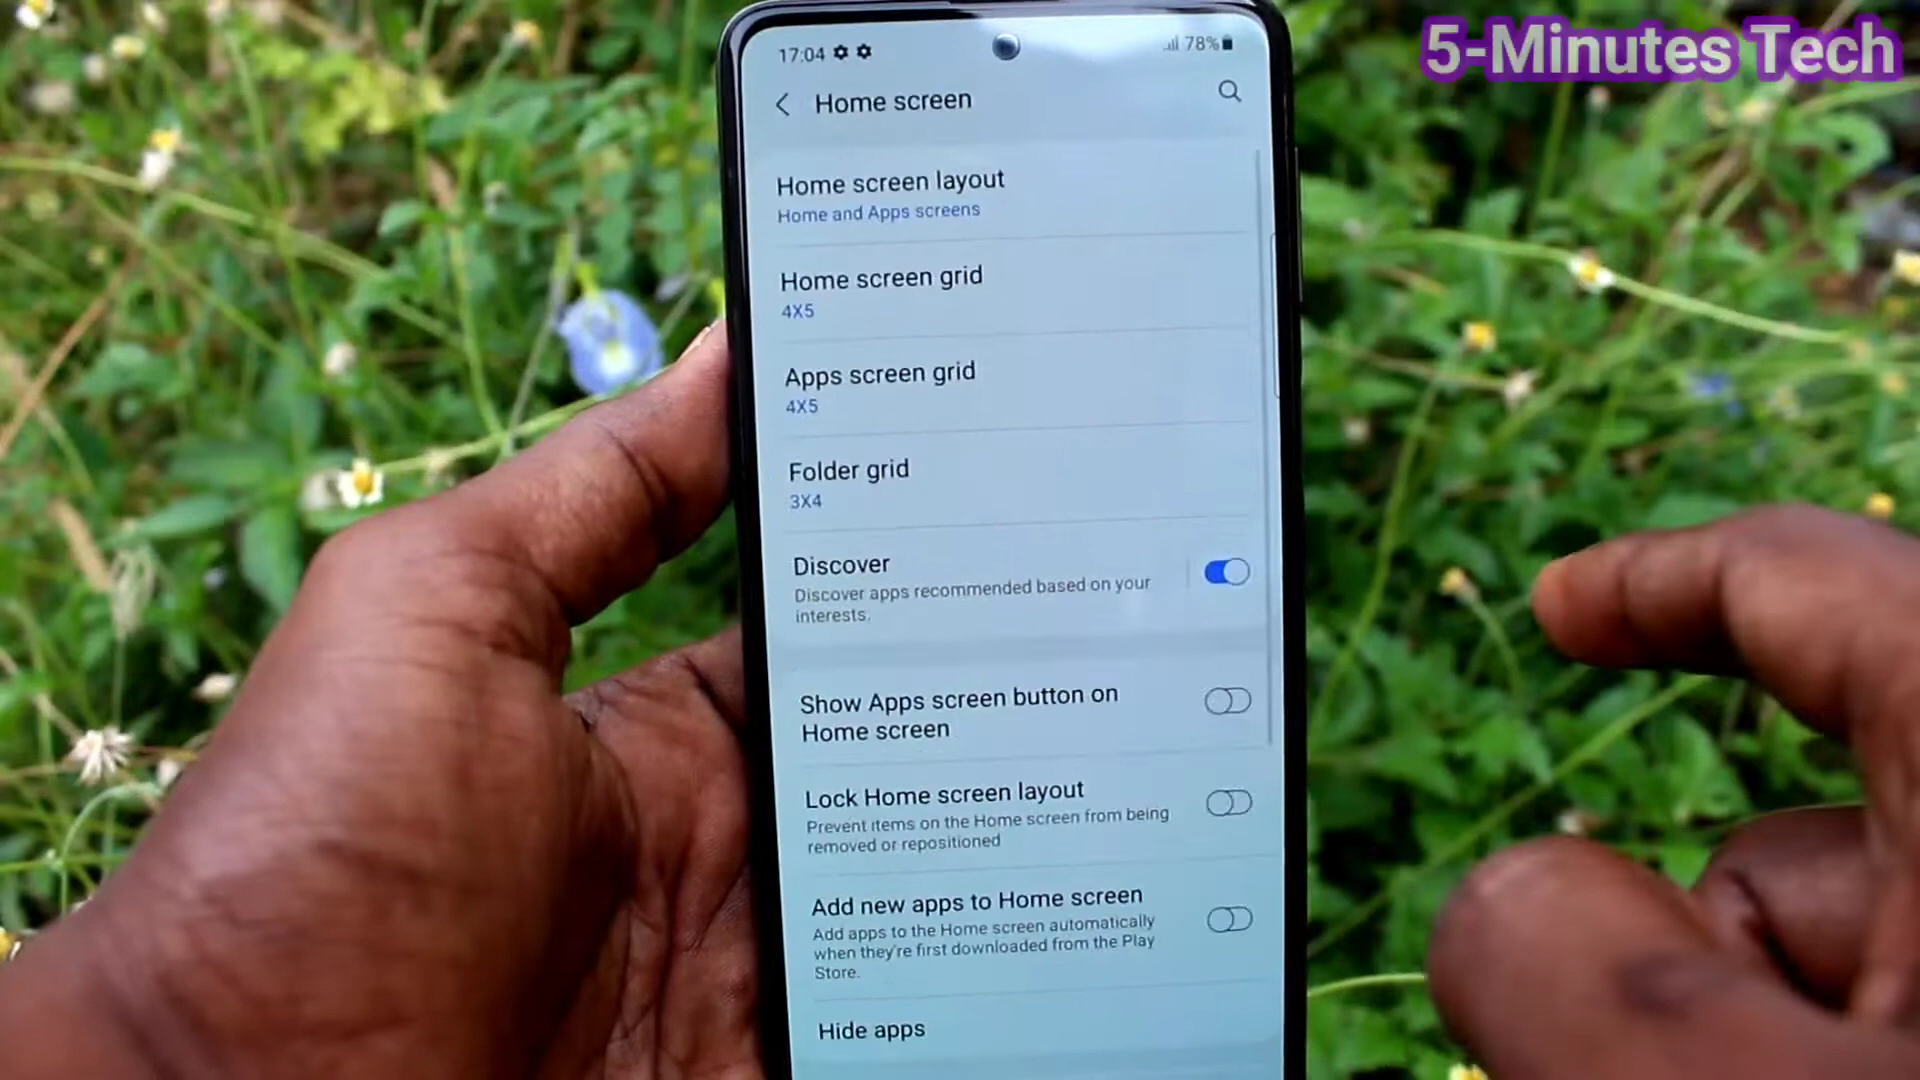 5-Minutes Tech
17:04
78%
Home screen
Home screen layout
Home and Apps screens
Home screen grid
4X5
Apps screen grid
4X5
Folder grid
3X4
Discover
Discover apps recommended based on your
interests.
Show Apps screen button on
Home screen
Lock Home screen layout
Prevent items on the Home screen from being
removed or repositioned
Add new apps to Home screen
Add apps to the Home screen automatically
when they're first downloaded from the Play
Store.
Hide apps